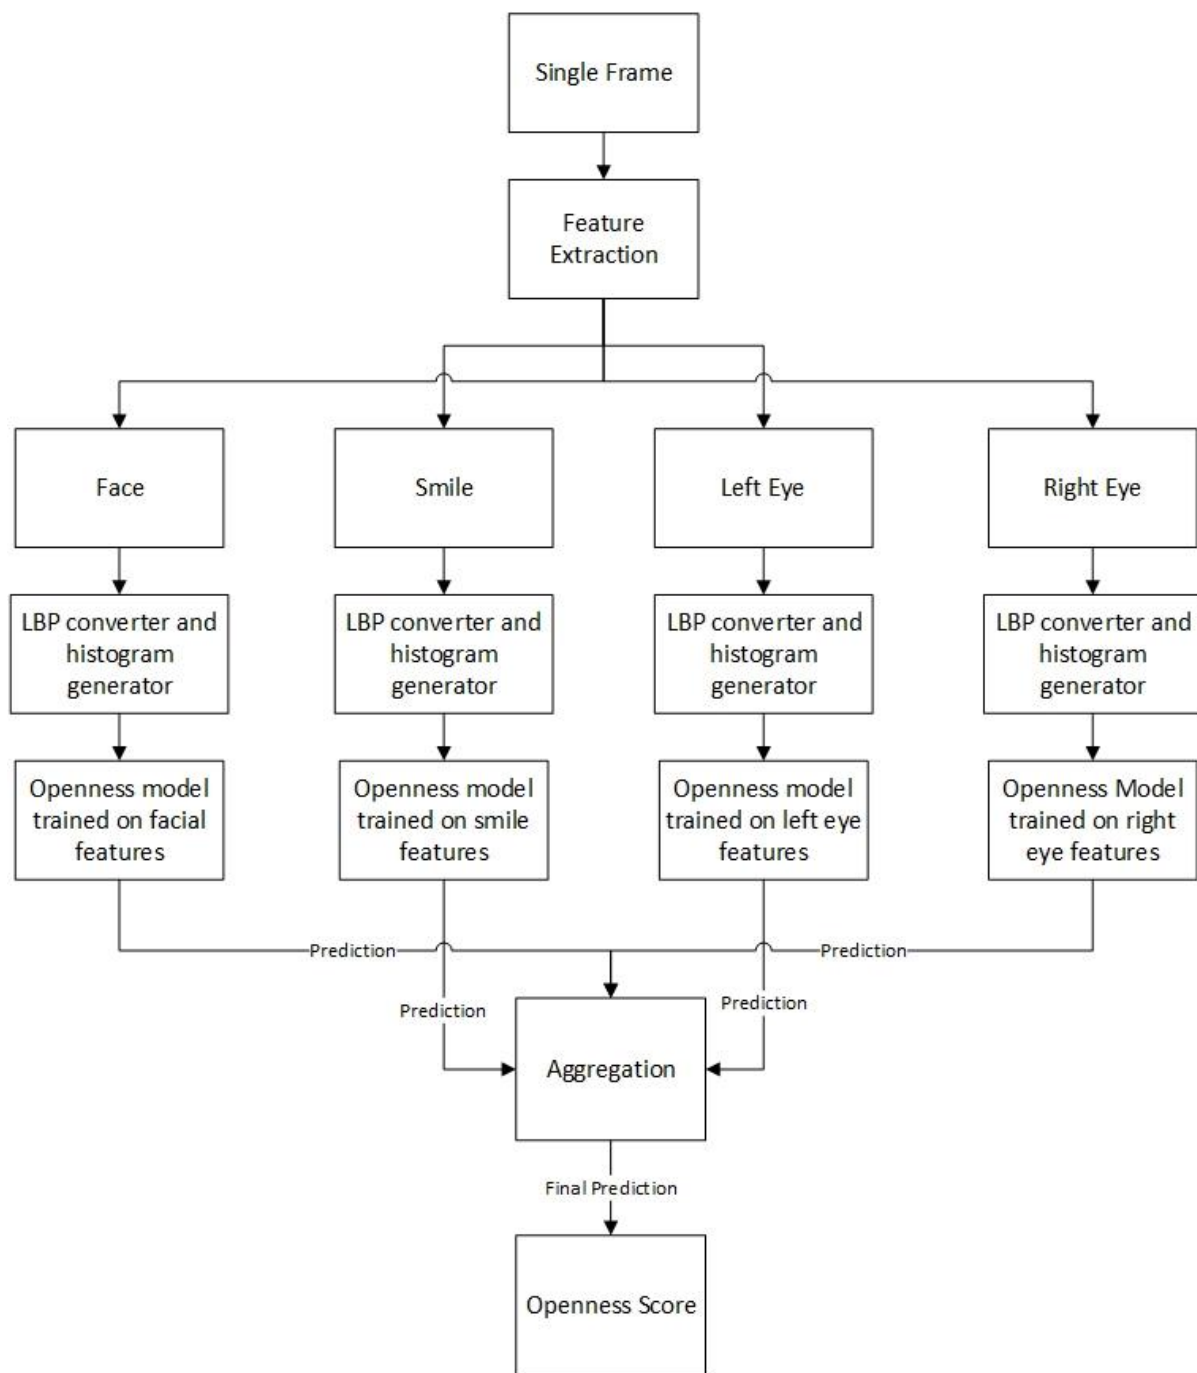 Single Frame
Feature
Extraction
Face
Smile
Left Eye
Right Eye
LBP converter and
histogram
generator
LBP converter and
histogram
generator
LBP converter and
histogram
generator
LBP converter and
histogram
generator
Openness model
trained on facial
features
Openness model
trained on smile
features
Openness model
trained on left eye
features
Openness Model
trained on right
eye features
Prediction
Prediction
Prediction
Prediction
Aggregation
Final Prediction
Openness Score